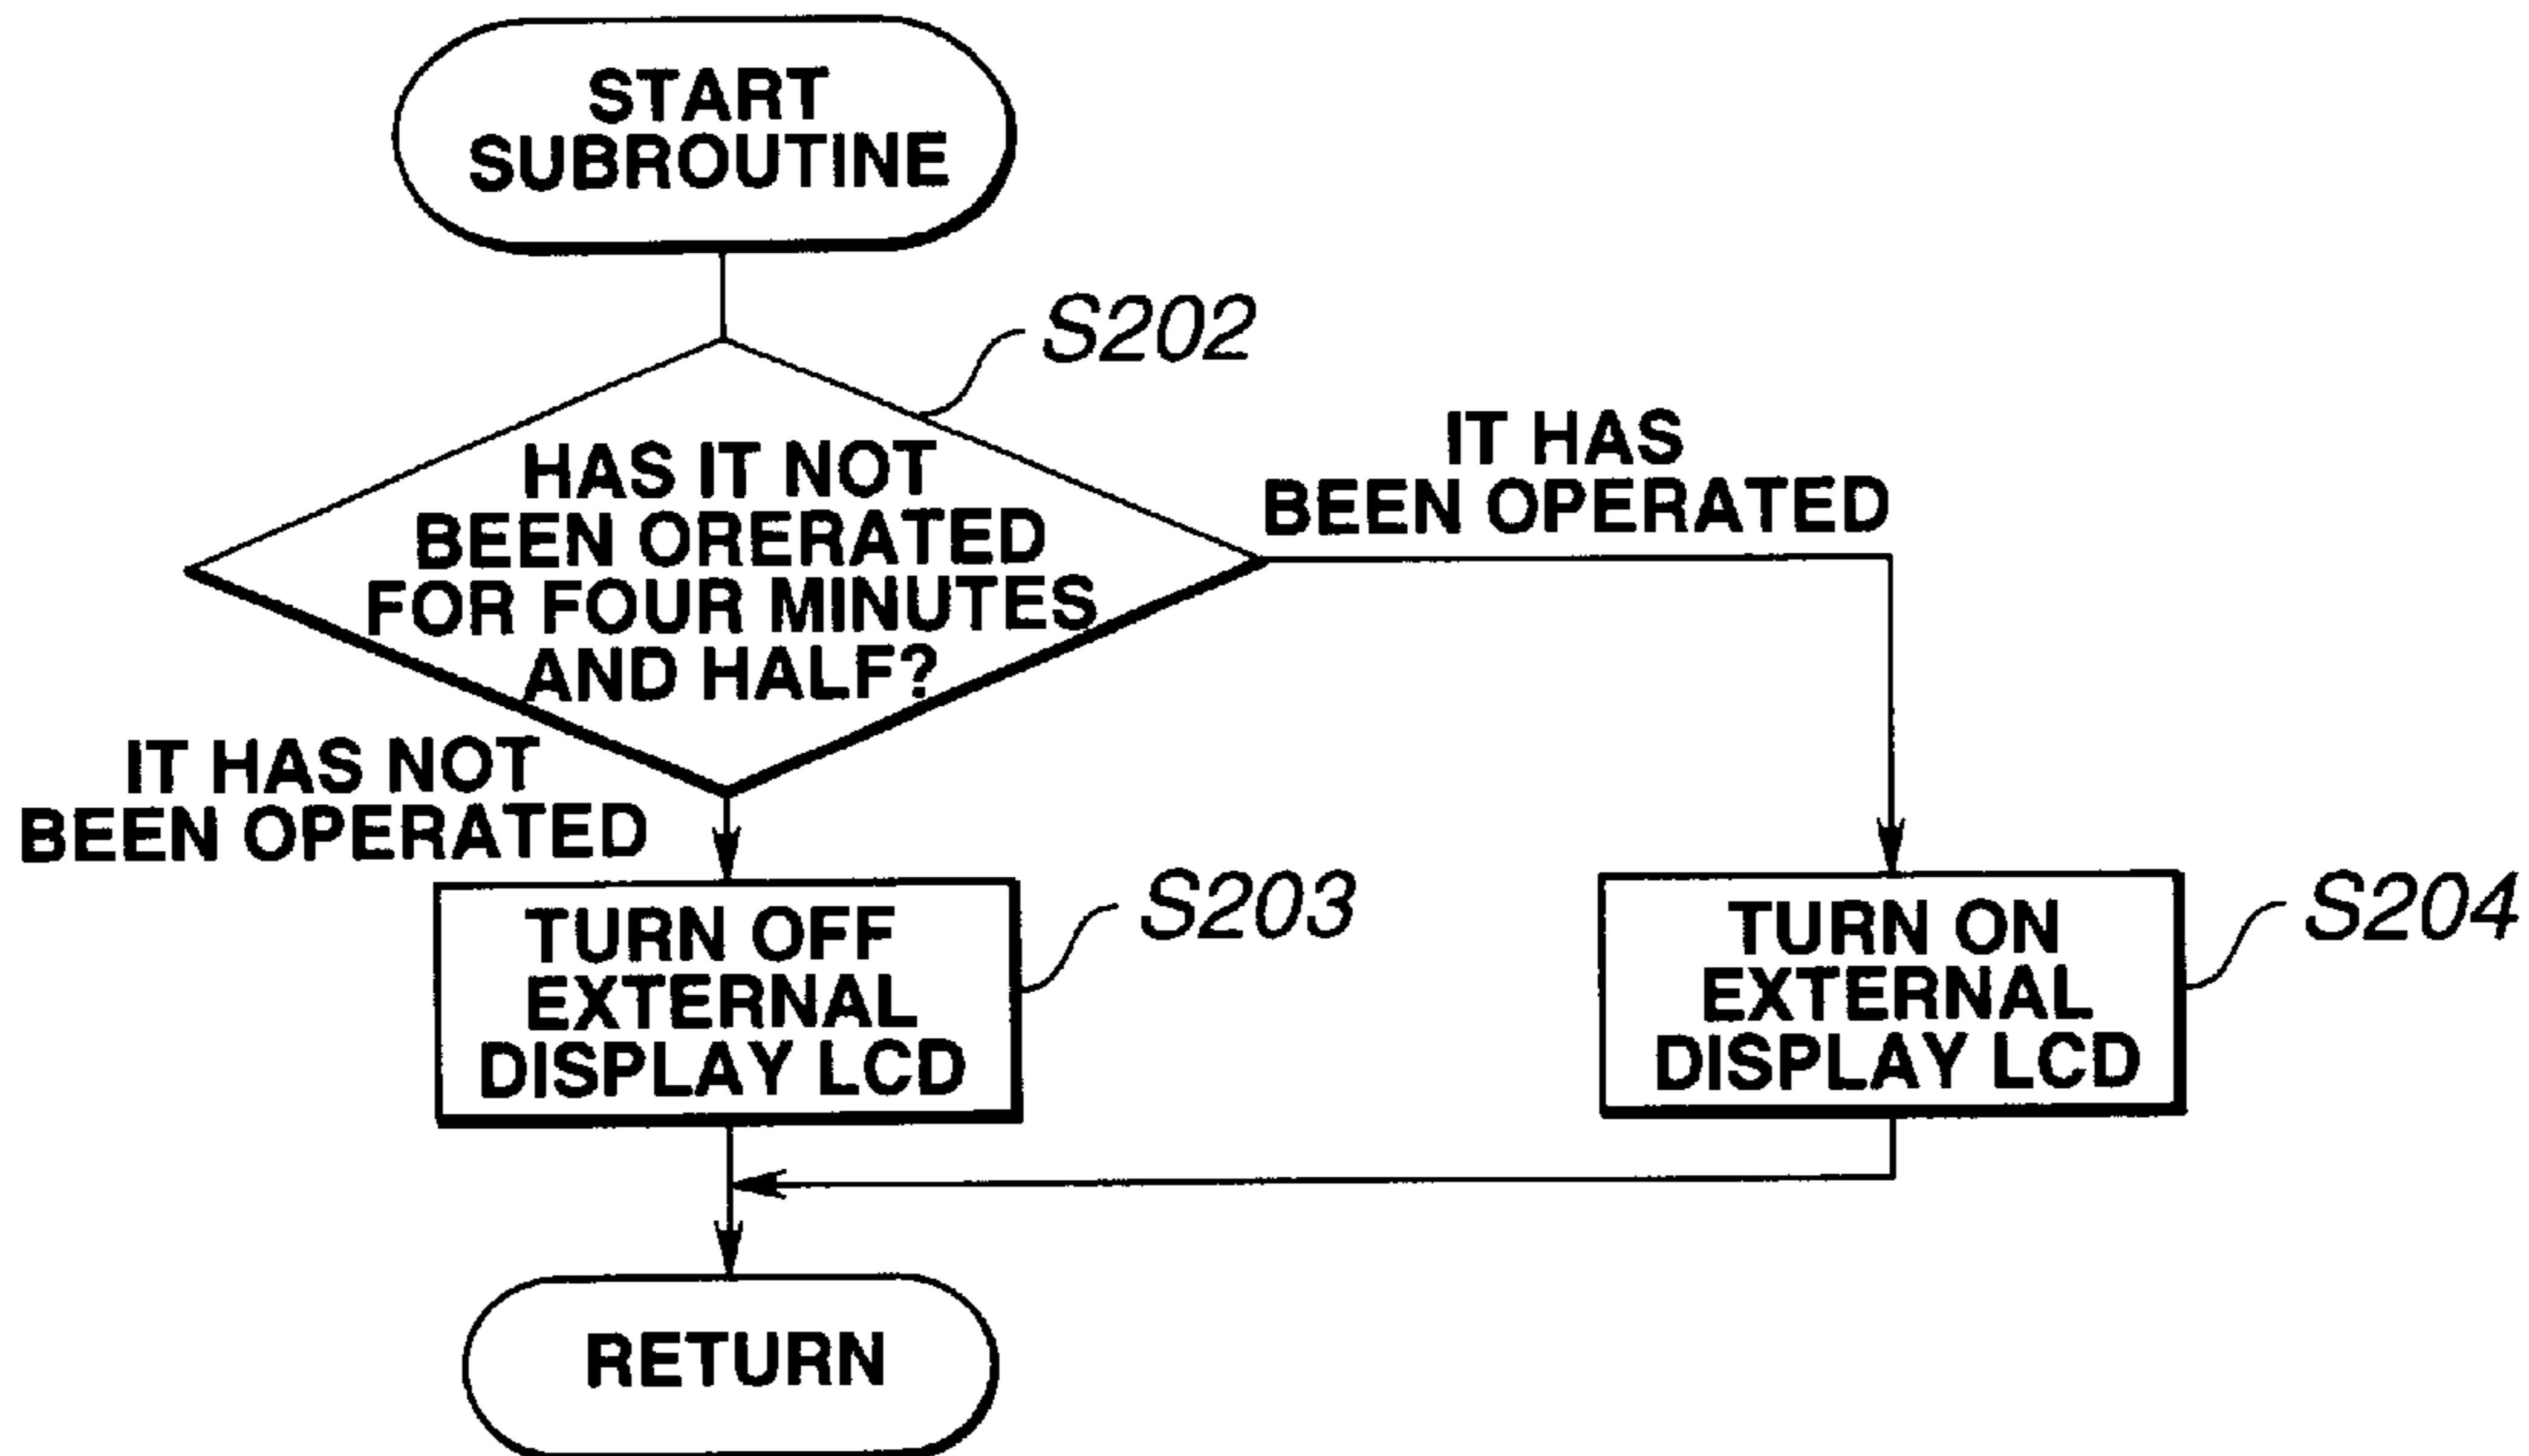 START
SUBROUTINE
S202
HAS IT NOT
BEEN ORERATED
FOR FOUR MINUTES
AND HALF?
IT HAS
BEEN OPERATED
IT HAS NOT
BEEN OPERATED
TURN OFF
EXTERNAL
DISPLAY LCD
S203
TURN ON
EXTERNAL
DISPLAY LCD
S204
RETURN